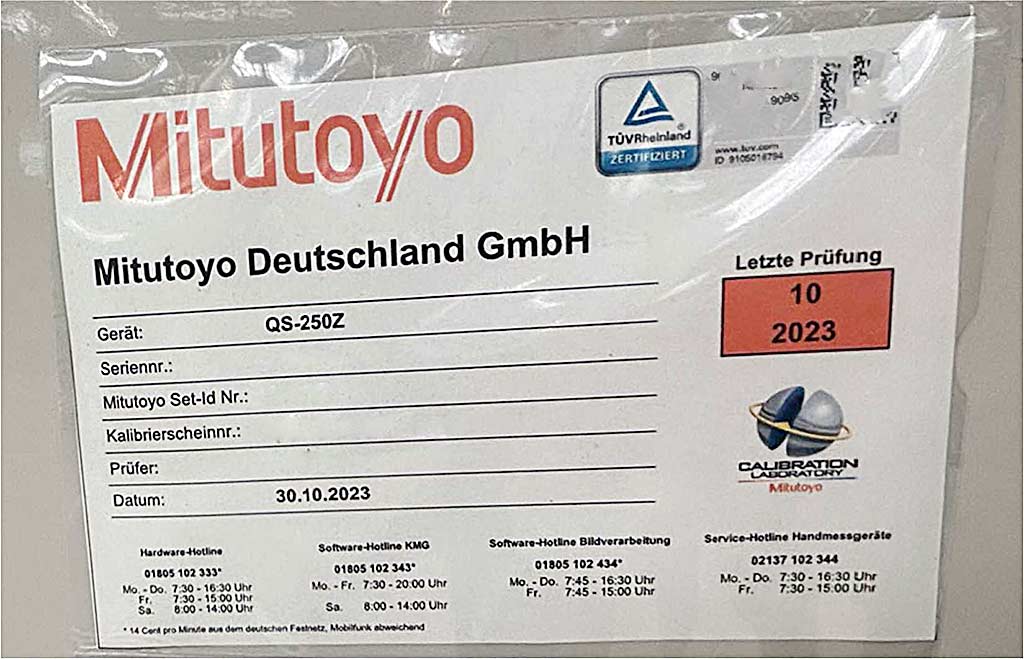 Mitutoyo
TÜVRheinland®
ZERTIFIZIERT
www.tuv.com
ID 9105018794
Mitutoyo Deutschland GmbH
Letzte Prüfung
10
2023
Gerät: QS-250Z
Seriennr.:
Mitutoyo Set-Id Nr.:
Kalibrierscheinnr.:
Prüfer:
Datum: 30.10.2023
CALIBRATION
LABORATORY
Mitutoyo
Hardware-Hotline
01805 102 333*
Mo. - Do. 7:30 - 16:30 Uhr
Fr. 7:30 - 15:00 Uhr
Sa. 8:00 - 14:00 Uhr
Software-Hotline KMG
01805 102 343*
Mo. - Fr. 7:30 - 20:00 Uhr
Sa. 8:00 - 14:00 Uhr
Software-Hotline Bildverarbeitung
01805 102 434*
Mo. - Do. 7:45 - 16:30 Uhr
Fr. 7:45 - 15:00 Uhr
Service-Hotline Handmessgeräte
02137 102 344
Mo. - Do. 7:30 - 16:30 Uhr
Fr. 7:30 - 15:00 Uhr
* 14 Cent pro Minute aus dem deutschen Festnetz, Mobilfunk abweichend